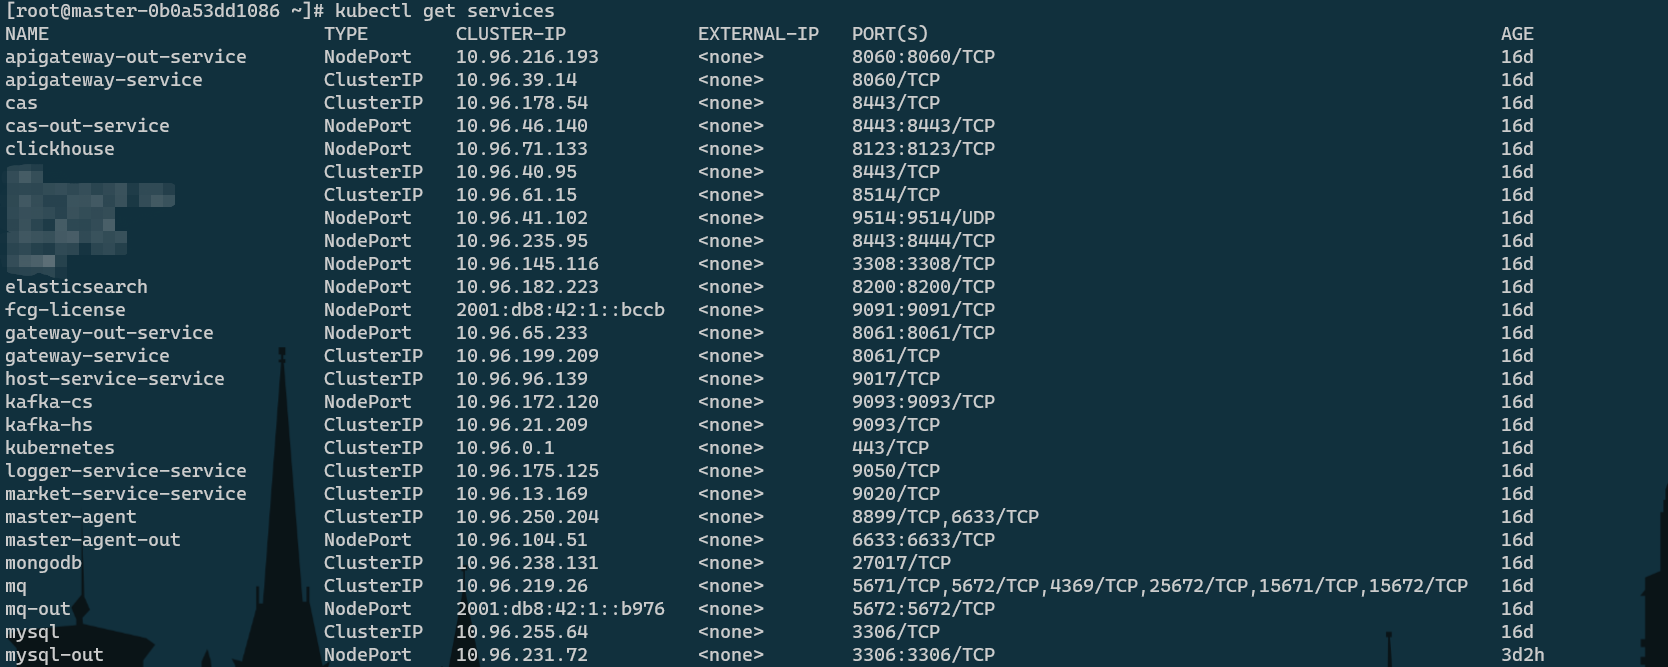 [root@master-0b0a53dd1086 ~]# kubectl get services
NAME TYPE CLUSTER-IP EXTERNAL-IP PORT(S) AGE
apigateway-out-service NodePort 10.96.216.193 <none> 8060:8060/TCP 16d
apigateway-service ClusterIP 10.96.39.14 <none> 8060/TCP 16d
cas ClusterIP 10.96.178.54 <none> 8443/TCP 16d
cas-out-service NodePort 10.96.46.140 <none> 8443:8443/TCP 16d
clickhouse NodePort 10.96.71.133 <none> 8123:8123/TCP 16d
ClusterIP 10.96.40.95 <none> 8443/TCP 16d
ClusterIP 10.96.61.15 <none> 8514/TCP 16d
NodePort 10.96.41.102 <none> 9514:9514/UDP 16d
NodePort 10.96.235.95 <none> 8443:8444/TCP 16d
NodePort 10.96.145.116 <none> 3308:3308/TCP 16d
elasticsearch NodePort 10.96.182.223 <none> 8200:8200/TCP 16d
fcg-license NodePort 2001:db8:42:1::bccb <none> 9091:9091/TCP 16d
gateway-out-service NodePort 10.96.65.233 <none> 8061:8061/TCP 16d
gateway-service ClusterIP 10.96.199.209 <none> 8061/TCP 16d
host-service-service ClusterIP 10.96.96.139 <none> 9017/TCP 16d
kafka-cs NodePort 10.96.172.120 <none> 9093:9093/TCP 16d
kafka-hs ClusterIP 10.96.21.209 <none> 9093/TCP 16d
kubernetes ClusterIP 10.96.0.1 <none> 443/TCP 16d
logger-service-service ClusterIP 10.96.175.125 <none> 9050/TCP 16d
market-service-service ClusterIP 10.96.13.169 <none> 9020/TCP 16d
master-agent ClusterIP 10.96.250.204 <none> 8899/TCP,6633/TCP 16d
master-agent-out NodePort 10.96.104.51 <none> 6633:6633/TCP 16d
mongodb ClusterIP 10.96.238.131 <none> 27017/TCP 16d
mq ClusterIP 10.96.219.26 <none> 5671/TCP,5672/TCP,4369/TCP,25672/TCP,15671/TCP,15672/TCP 16d
mq-out NodePort 2001:db8:42:1::b976 <none> 5672:5672/TCP 16d
mysql ClusterIP 10.96.255.64 <none> 3306/TCP 16d
mysql-out NodePort 10.96.231.72 <none> 3306:3306/TCP 3d2h